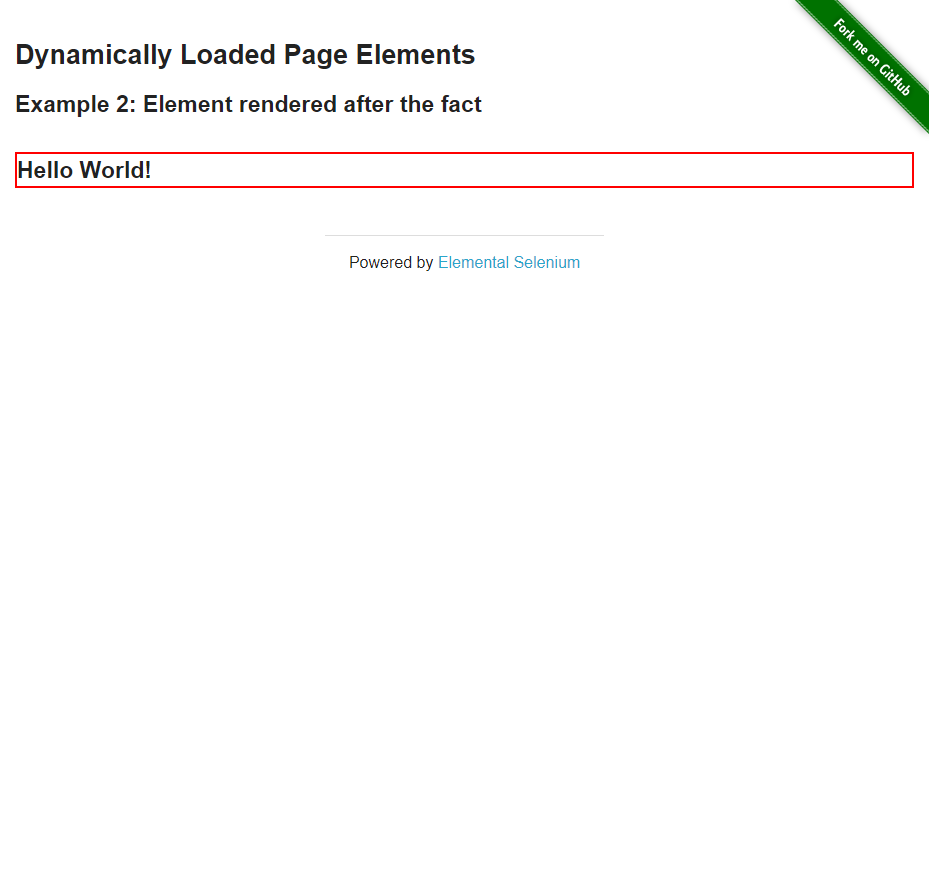 Fork me on GitHub
Dynamically Loaded Page Elements
Example 2: Element rendered after the fact
Hello World!
Powered by Elemental Selenium